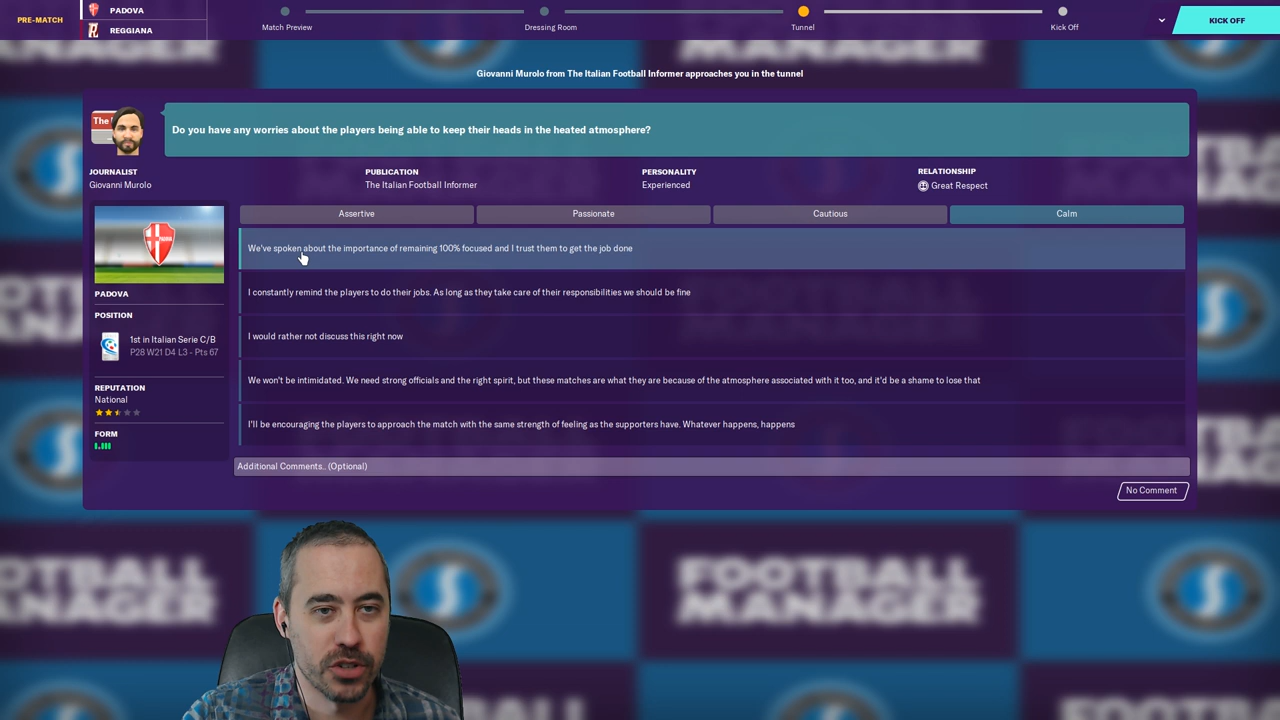 PRE-MATCH
PADOVA
REGGIANA
Match Preview
Dressing Room
Tunnel
Kick Off
KICK OFF
Giovanni Murolo from The Italian Football Informer approaches you in the tunnel
The
Do you have any worries about the players being able to keep their heads in the heated atmosphere?
JOURNALIST
Giovanni Murolo
PUBLICATION
The Italian Football Informer
PERSONALITY
Experienced
RELATIONSHIP
Great Respect
Assertive
Passionate
Cautious
Calm
We've spoken about the importance of remaining 100% focused and I trust them to get the job done
I constantly remind the players to do their jobs. As long as they take care of their responsibilities we should be fine
I would rather not discuss this right now
We won't be intimidated. We need strong officials and the right spirit, but these matches are what they are because of the atmosphere associated with it too, and it'd be a shame to lose that
I'll be encouraging the players to approach the match with the same strength of feeling as the supporters have. Whatever happens, happens
PADOVA
POSITION
1st in Italian Serie C/B
P28 W21 D4 L3 - Pts 67
REPUTATION
National
FORM
Additional Comments.. (Optional)
No Comment
FOOTBALL
MANAGER